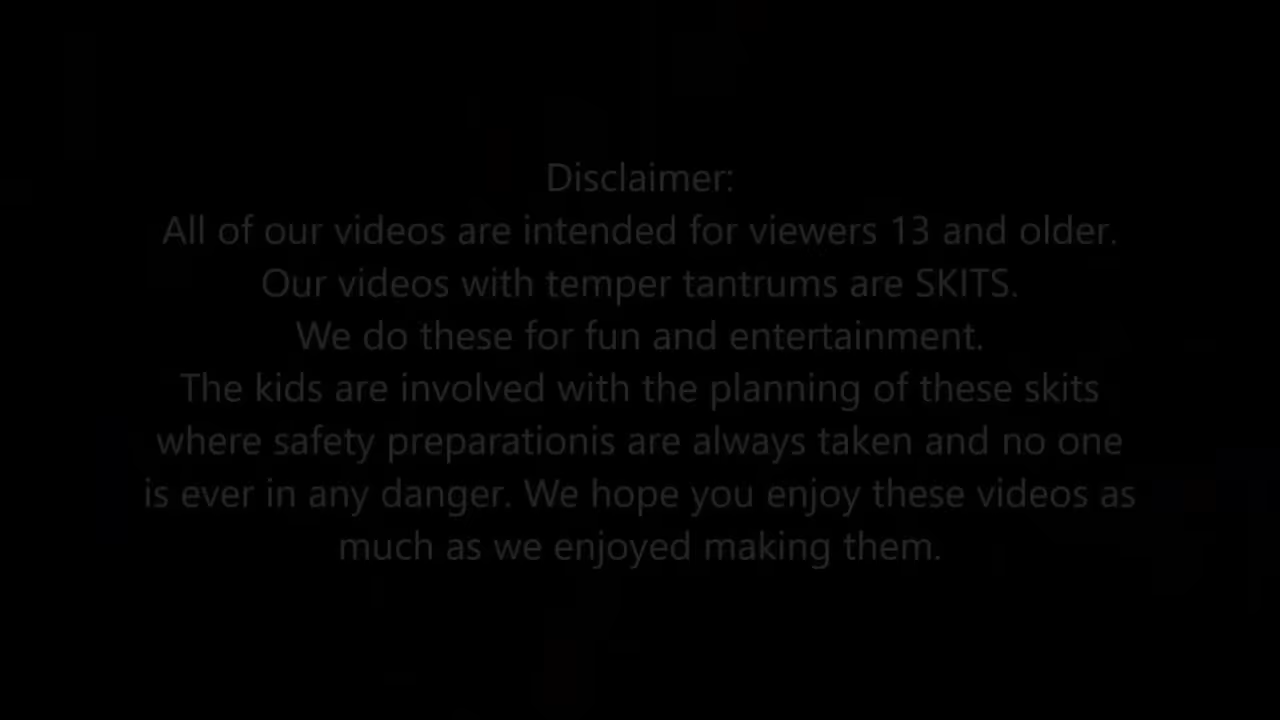 Disclaimer:
All of our videos are intended for viewers 13 and older.
Our videos with temper tantrums are SKITS.
We do these for fun and entertainment.
The kids are involved with the planning of these skits
where safety preparationis are always taken and no one
is ever in any danger. We hope you enjoy these videos as
much as we enjoyed making them.